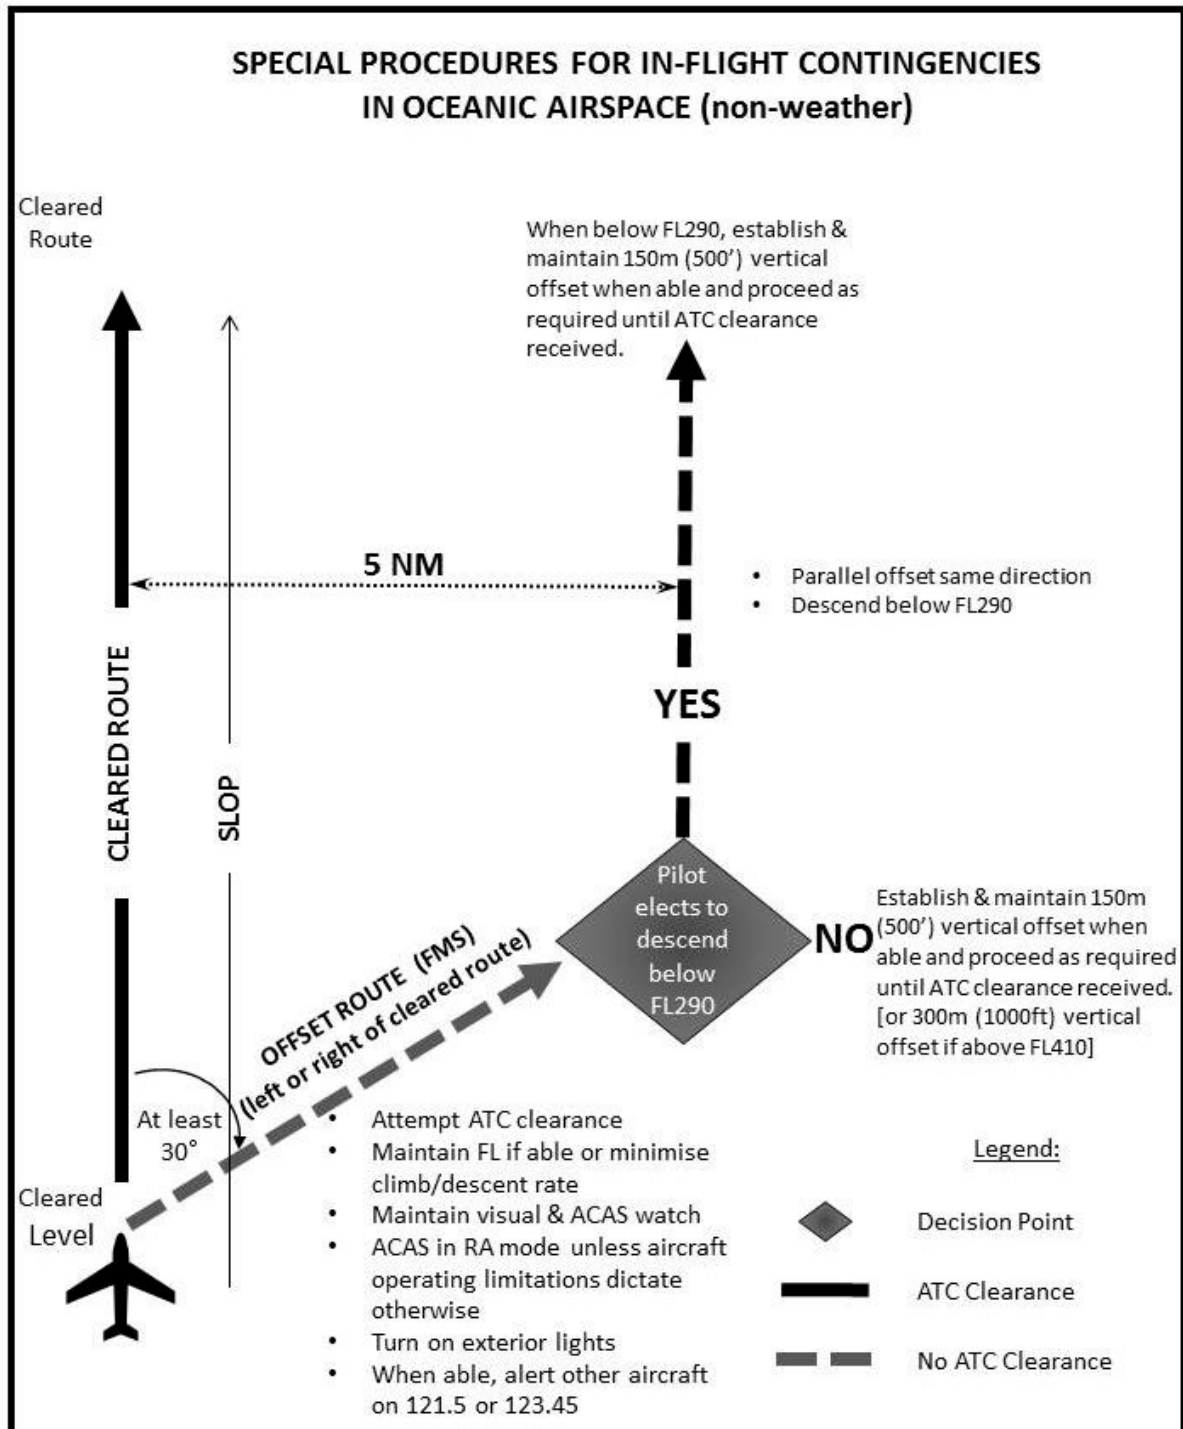 SPECIAL PROCEDURES FOR IN-FLIGHT CONTINGENCIES
IN OCEANIC AIRSPACE (non-weather)
Cleared
Route
When below FL290, establish &
maintain 150m (500’) vertical
offset when able and proceed as
required until ATC clearance
received.
5 NM
• Parallel offset same direction
• Descend below FL290
CLEARED ROUTE
SLOP
YES
Pilot
elects to
descend
below
FL290
NO
Establish & maintain 150m
(500’) vertical offset when
able and proceed as required
until ATC clearance received.
[or 300m (1000ft) vertical
offset if above FL410]
OFFSET ROUTE (FMS)
(left or right of cleared route)
At least
30°
Cleared
Level
• Attempt ATC clearance
• Maintain FL if able or minimise
climb/descent rate
• Maintain visual & ACAS watch
• ACAS in RA mode unless aircraft
operating limitations dictate
otherwise
• Turn on exterior lights
• When able, alert other aircraft
on 121.5 or 123.45
Legend:
Decision Point
ATC Clearance
No ATC Clearance